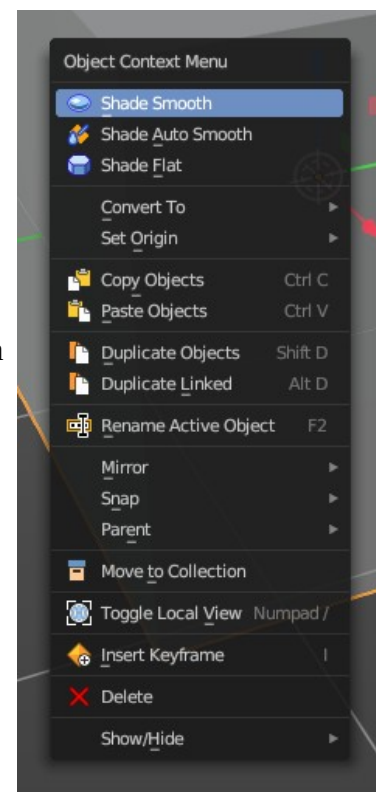 Object Context Menu
Shade Smooth
Shade Auto Smooth
Shade Flat
Convert To
Set Origin
Copy Objects Ctrl C
Paste Objects Ctrl V
Duplicate Objects Shift D
Duplicate Linked Alt D
Rename Active Object F2
Mirror
Snap
Parent
Move to Collection
Toggle Local View Numpad /
Insert Keyframe I
Delete
Show/Hide